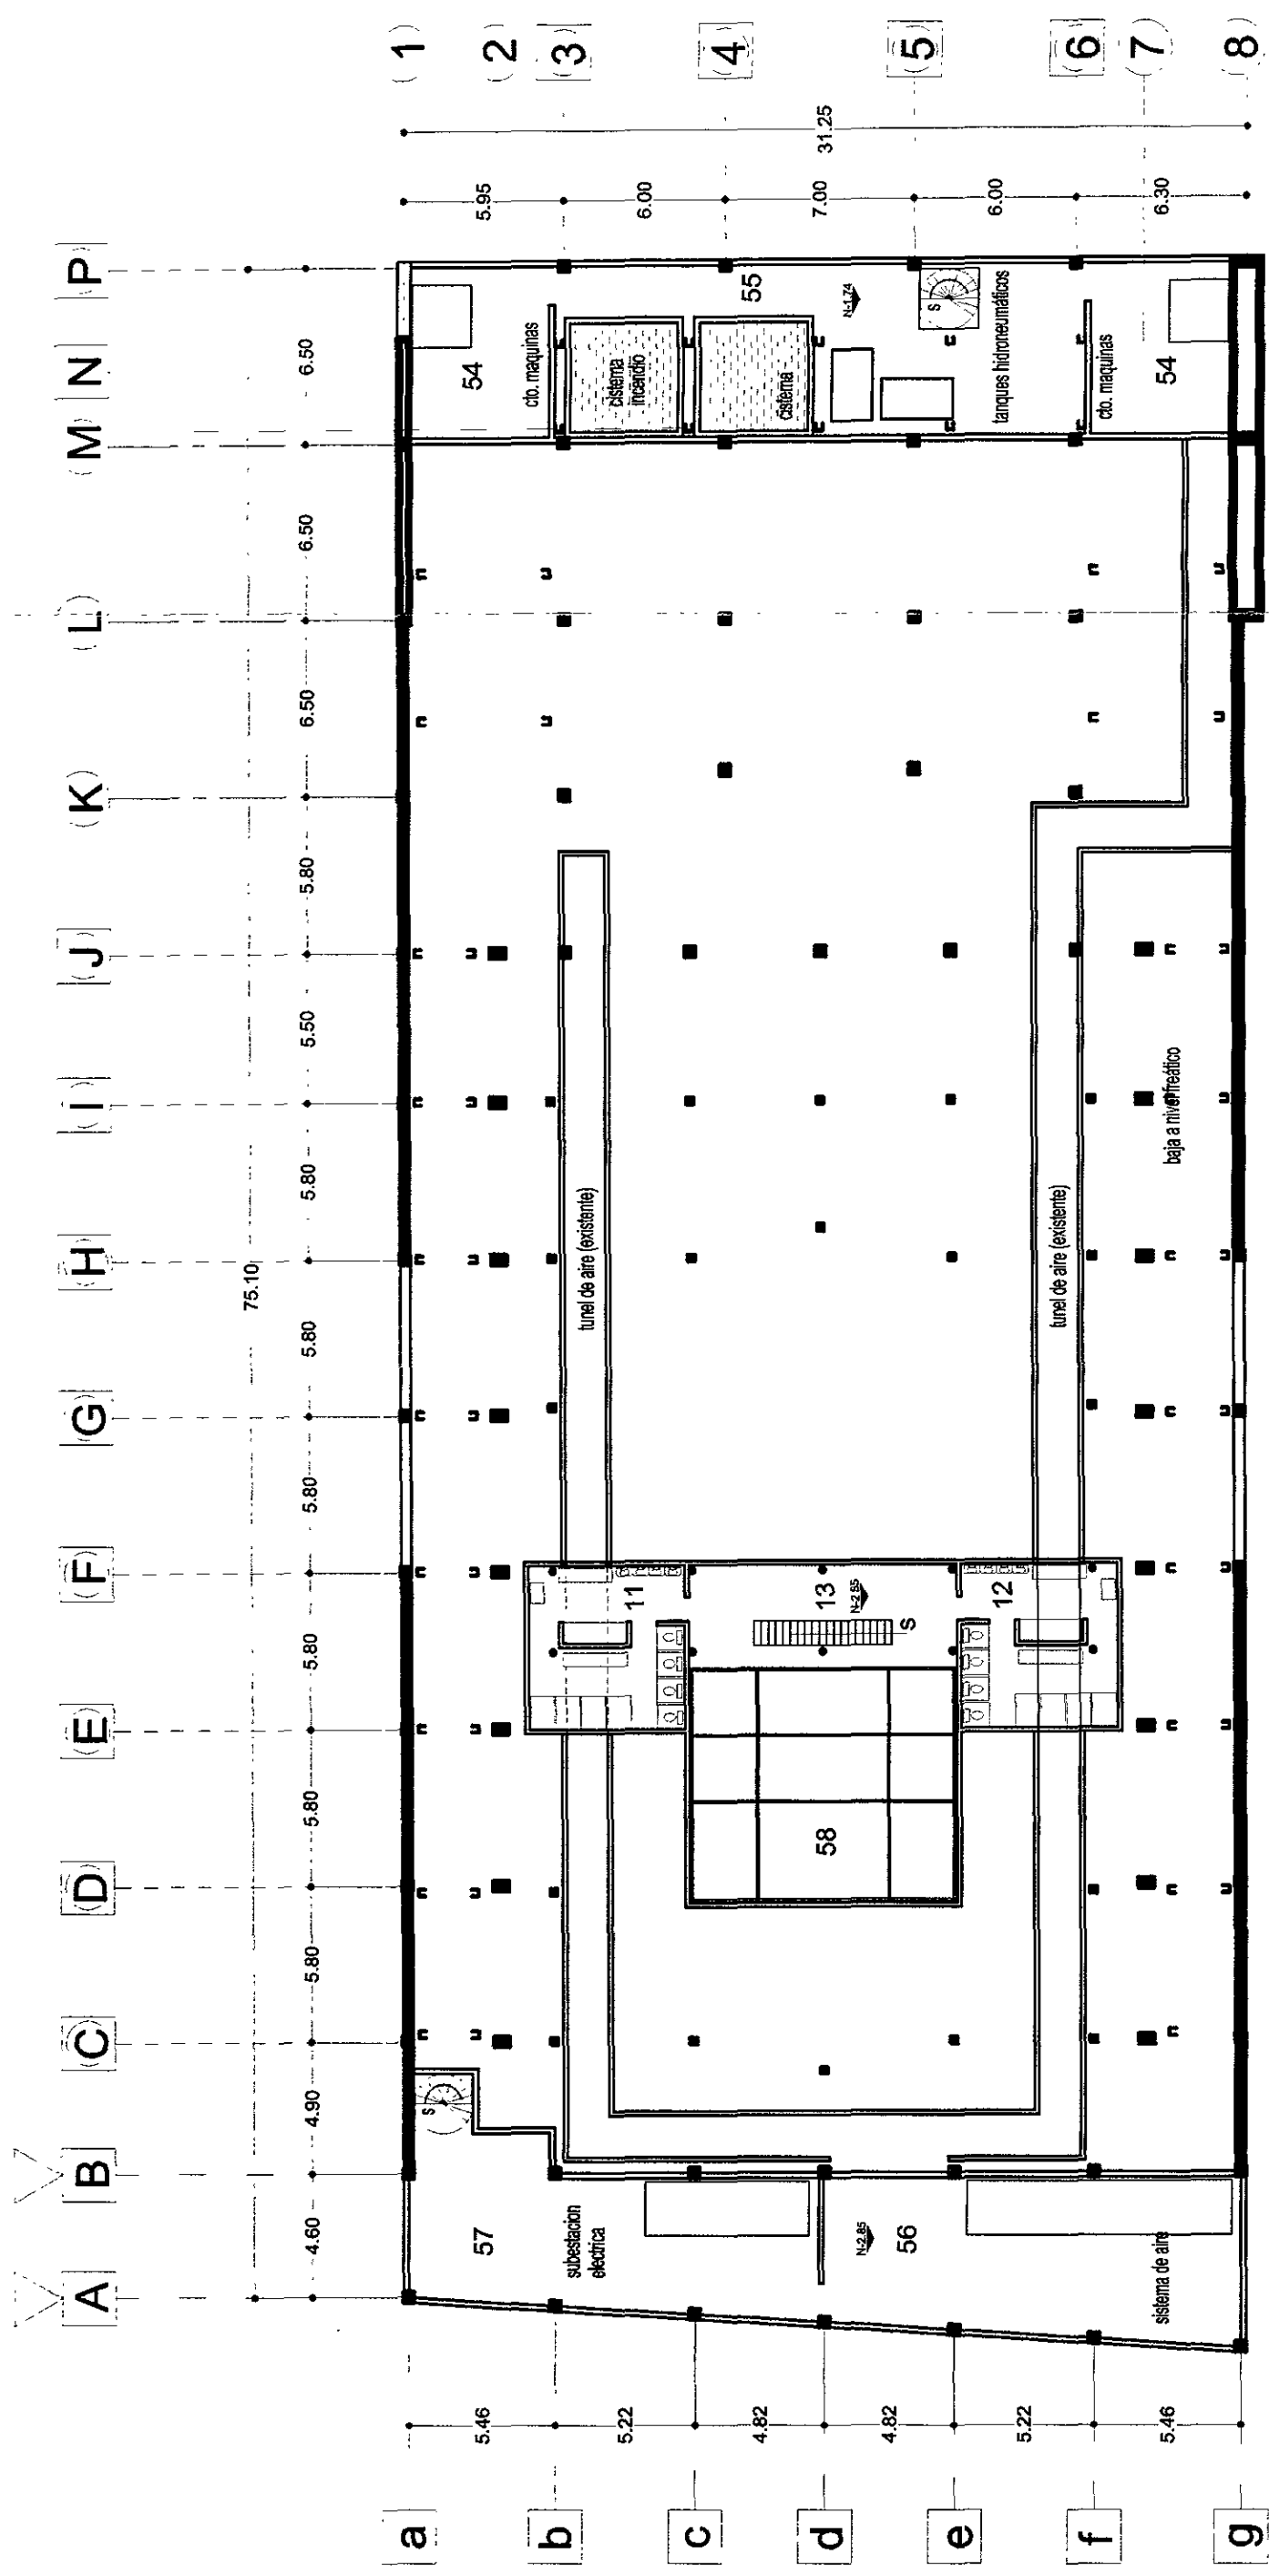 A
B
C
D
E
F
G
H
I
J
K
L
M
N
P
75.10
4.60
4.90
5.80
5.80
5.80
5.80
5.80
5.80
5.80
5.50
5.80
6.50
6.50
6.50
1
2
3
4
5
6
7
8
5.95
6.00
7.00
6.00
6.30
31.25
a
b
c
d
e
f
g
5.46
5.22
4.82
4.82
5.22
5.46
57
subestacion
electrica
N-2.85
56
sistema de aire
S
58
11
13
N-2.85
S
12
tunel de aire (existente)
tunel de aire (existente)
baja a nivel freático
54
cto. maquinas
cisterna
incendio
cisterna
55
N-1.74
S
tanques hidroneumáticos
cto. maquinas
54